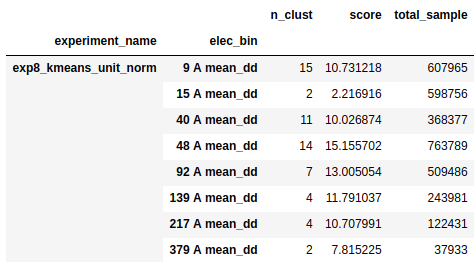 n_clust score total_sample
experiment_name elec_bin
exp8_kmeans_unit_norm 9 A mean_dd 15 10.731218 607965
15 A mean_dd 2 2.216916 598756
40 A mean_dd 11 10.026874 368377
48 A mean_dd 14 15.155702 763789
92 A mean_dd 7 13.005054 509486
139 A mean_dd 4 11.791037 243981
217 A mean_dd 4 10.707991 122431
379 A mean_dd 2 7.815225 37933